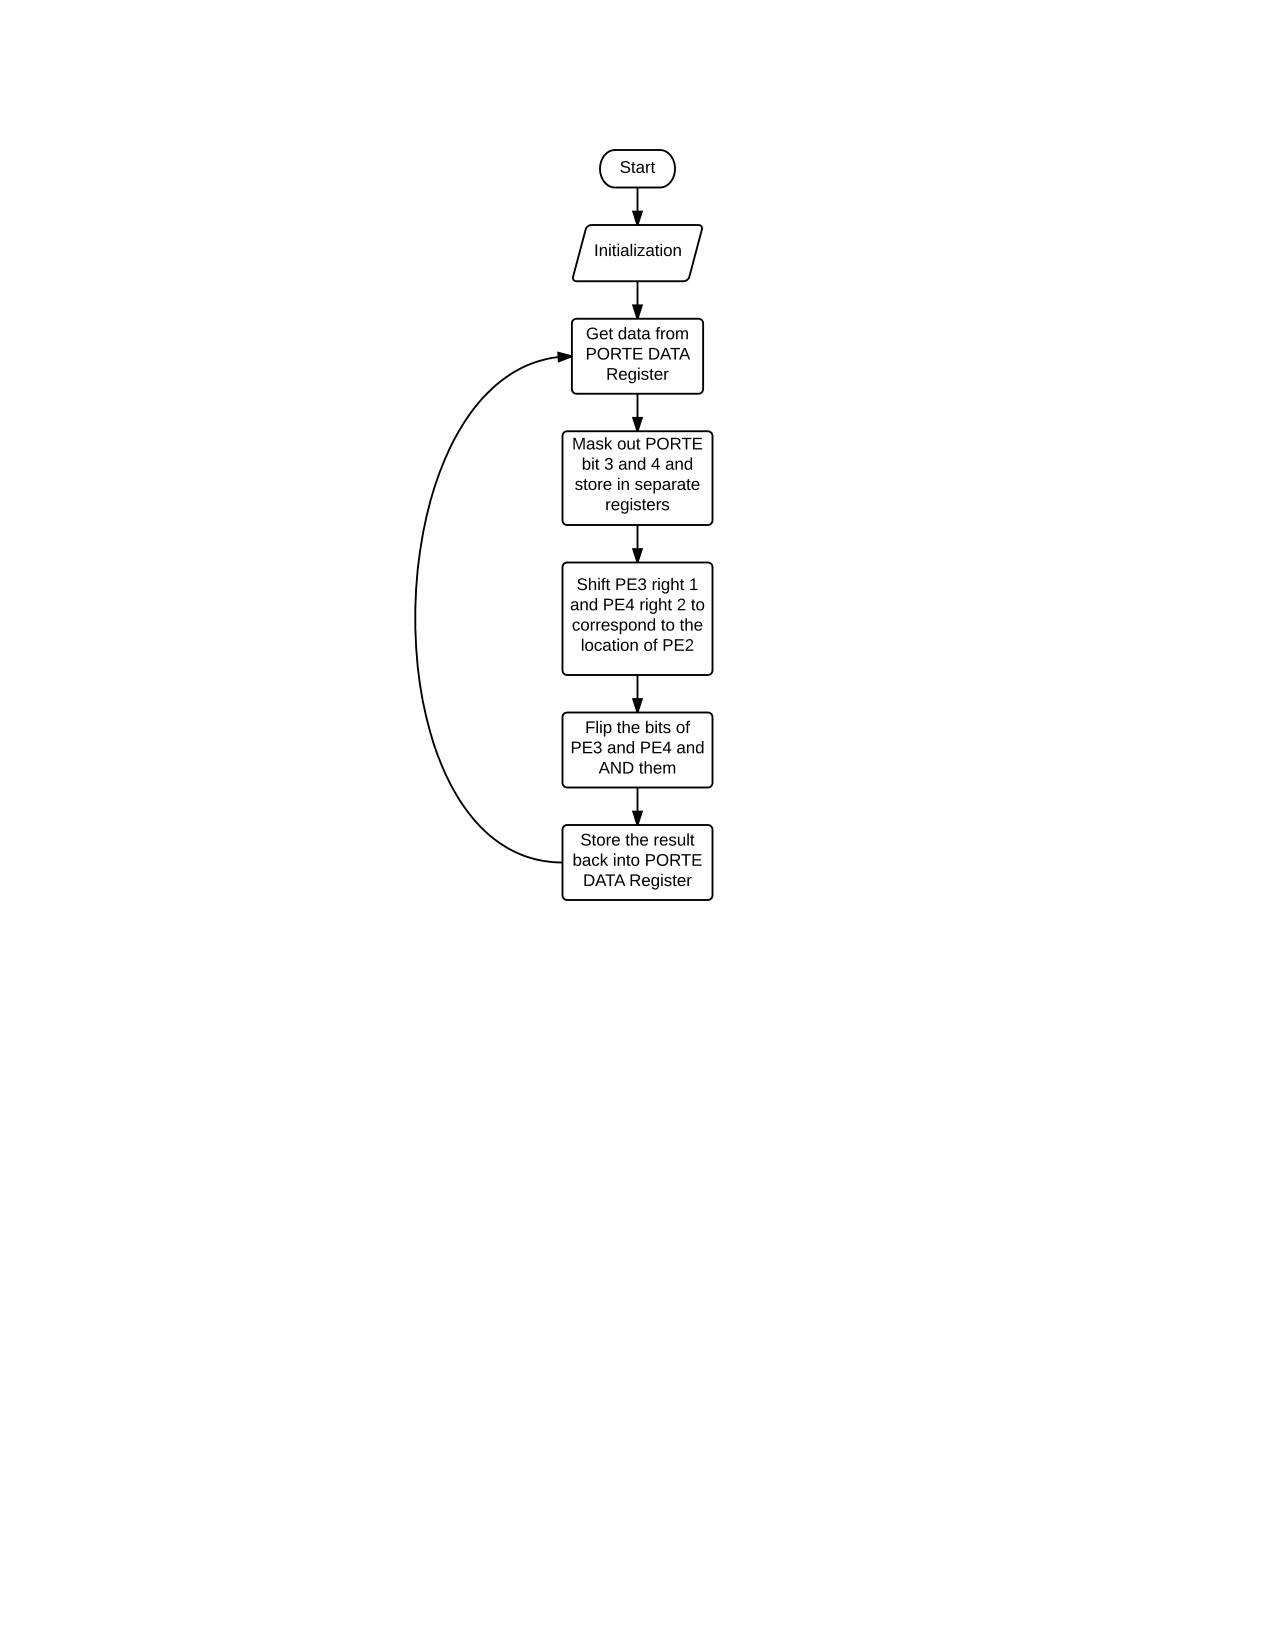 Start
Initialization
Get data from
PORTE DATA
Register
Mask out PORTE
bit 3 and 4 and
store in separate
registers
Shift PE3 right 1
and PE4 right 2 to
correspond to the
location of PE2
Flip the bits of
PE3 and PE4 and
AND them
Store the result
back into PORTE
DATA Register